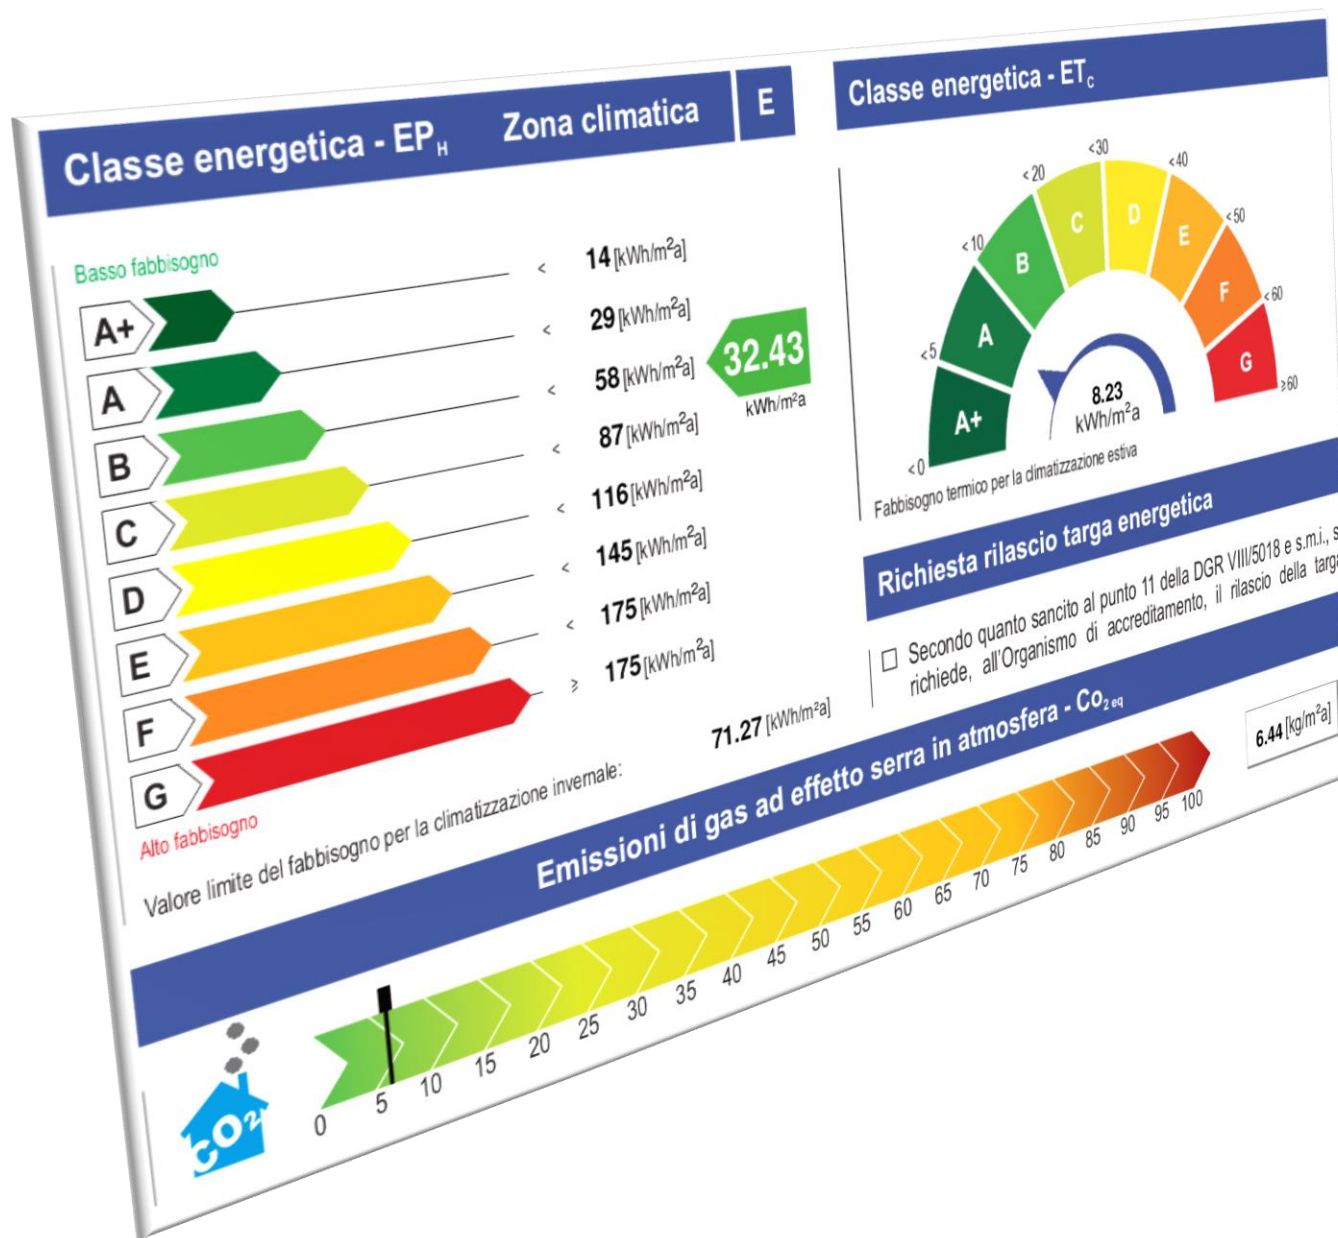 Classe energetica - EPH Zona climatica E
Basso fabbisogno
A+ < 14 [kWh/m²a]
A < 29 [kWh/m²a]
B < 58 [kWh/m²a]
C < 87 [kWh/m²a]
D < 116 [kWh/m²a]
E < 145 [kWh/m²a]
F < 175 [kWh/m²a]
G ≥ 175 [kWh/m²a]
Alto fabbisogno
32.43
kWh/m²a
Valore limite del fabbisogno per la climatizzazione invernale: 71.27 [kWh/m²a]
Classe energetica - ETC
<0 <5 <10 <20 <30 <40 <50 <60 ≥60
A+ A B C D E F G
8.23
kWh/m²a
Fabbisogno termico per la climatizzazione estiva
Richiesta rilascio targa energetica
Secondo quanto sancito al punto 11 della DGR VIII/5018 e s.m.i., s
richiede, all'Organismo di accreditamento, il rilascio della targa
Emissioni di gas ad effetto serra in atmosfera - Co2 eq
6.44 [kg/m²a]
0 5 10 15 20 25 30 35 40 45 50 55 60 65 70 75 80 85 90 95 100
CO2